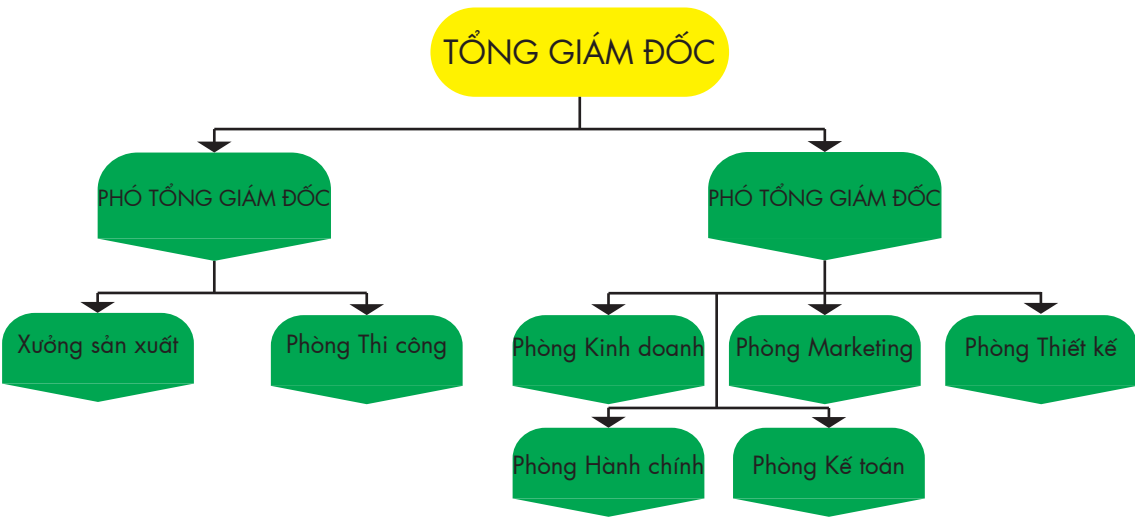 TỔNG GIÁM ĐỐC
PHÓ TỔNG GIÁM ĐỐC
PHÓ TỔNG GIÁM ĐỐC
Xưởng sản xuất
Phòng Thi công
Phòng Kinh doanh
Phòng Marketing
Phòng Thiết kế
Phòng Hành chính
Phòng Kế toán